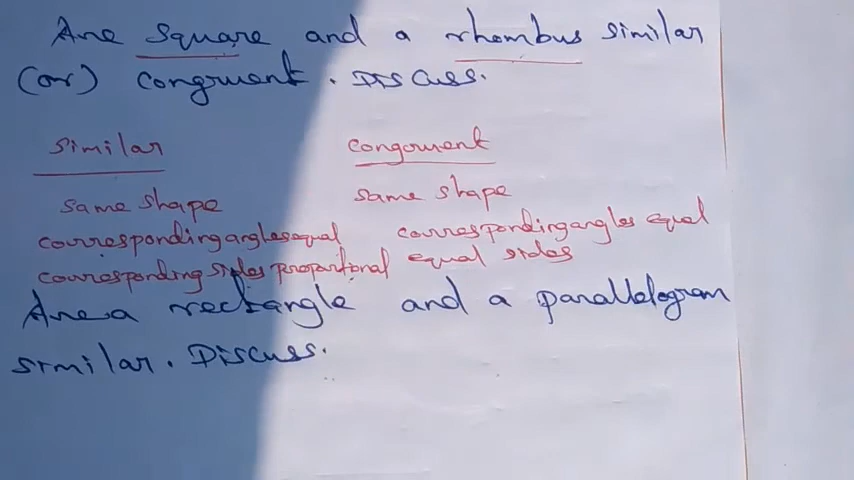 Are square and a rhombus similar
(or) congruent. Discuss.
similar congruent
same shape same shape
corresponding angles equal corresponding angles equal
corresponding sides proportional equal sides
Are a rectangle and a parallelogram
similar. Discuss.